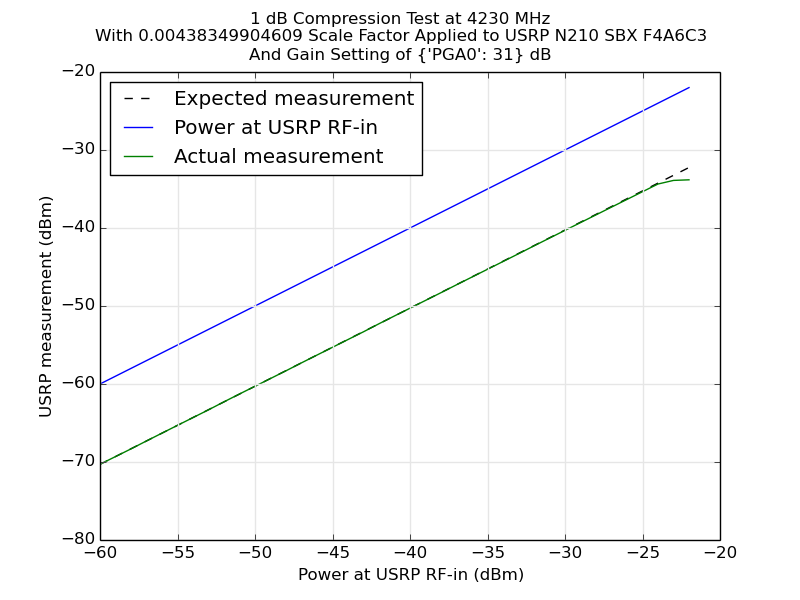 1 dB Compression Test at 4230 MHz
With 0.00438349904609 Scale Factor Applied to USRP N210 SBX F4A6C3
And Gain Setting of {'PGA0': 31} dB
Expected measurement
Power at USRP RF-in
Actual measurement
USRP measurement (dBm)
−20
−30
−40
−50
−60
−70
−80
−60 −55 −50 −45 −40 −35 −30 −25 −20
Power at USRP RF-in (dBm)